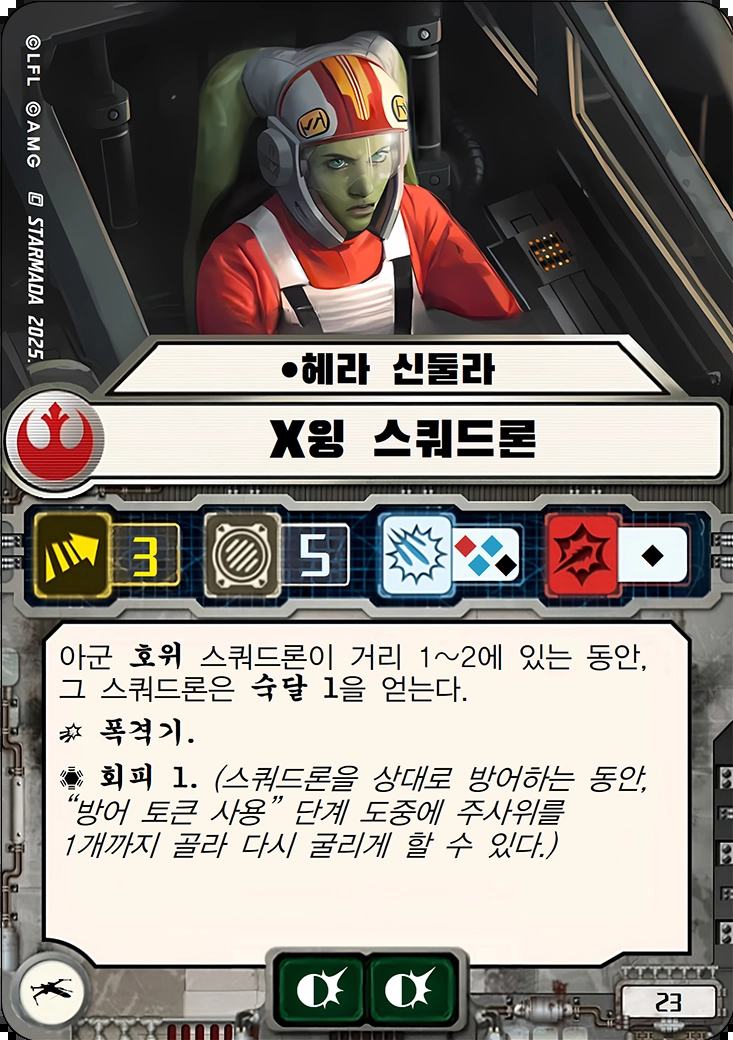 ©LFL ©AMG 🄲 STARMADA 2025.
•헤라 신둘라
X윙 스쿼드론
3
5
아군 호위 스쿼드론이 거리 1~2에 있는 동안,
그 스쿼드론은 숙달 1을 얻는다.
폭격기.
회피 1. (스쿼드론을 상대로 방어하는 동안,
“방어 토큰 사용” 단계 도중에 주사위를
1개까지 골라 다시 굴리게 할 수 있다.)
23